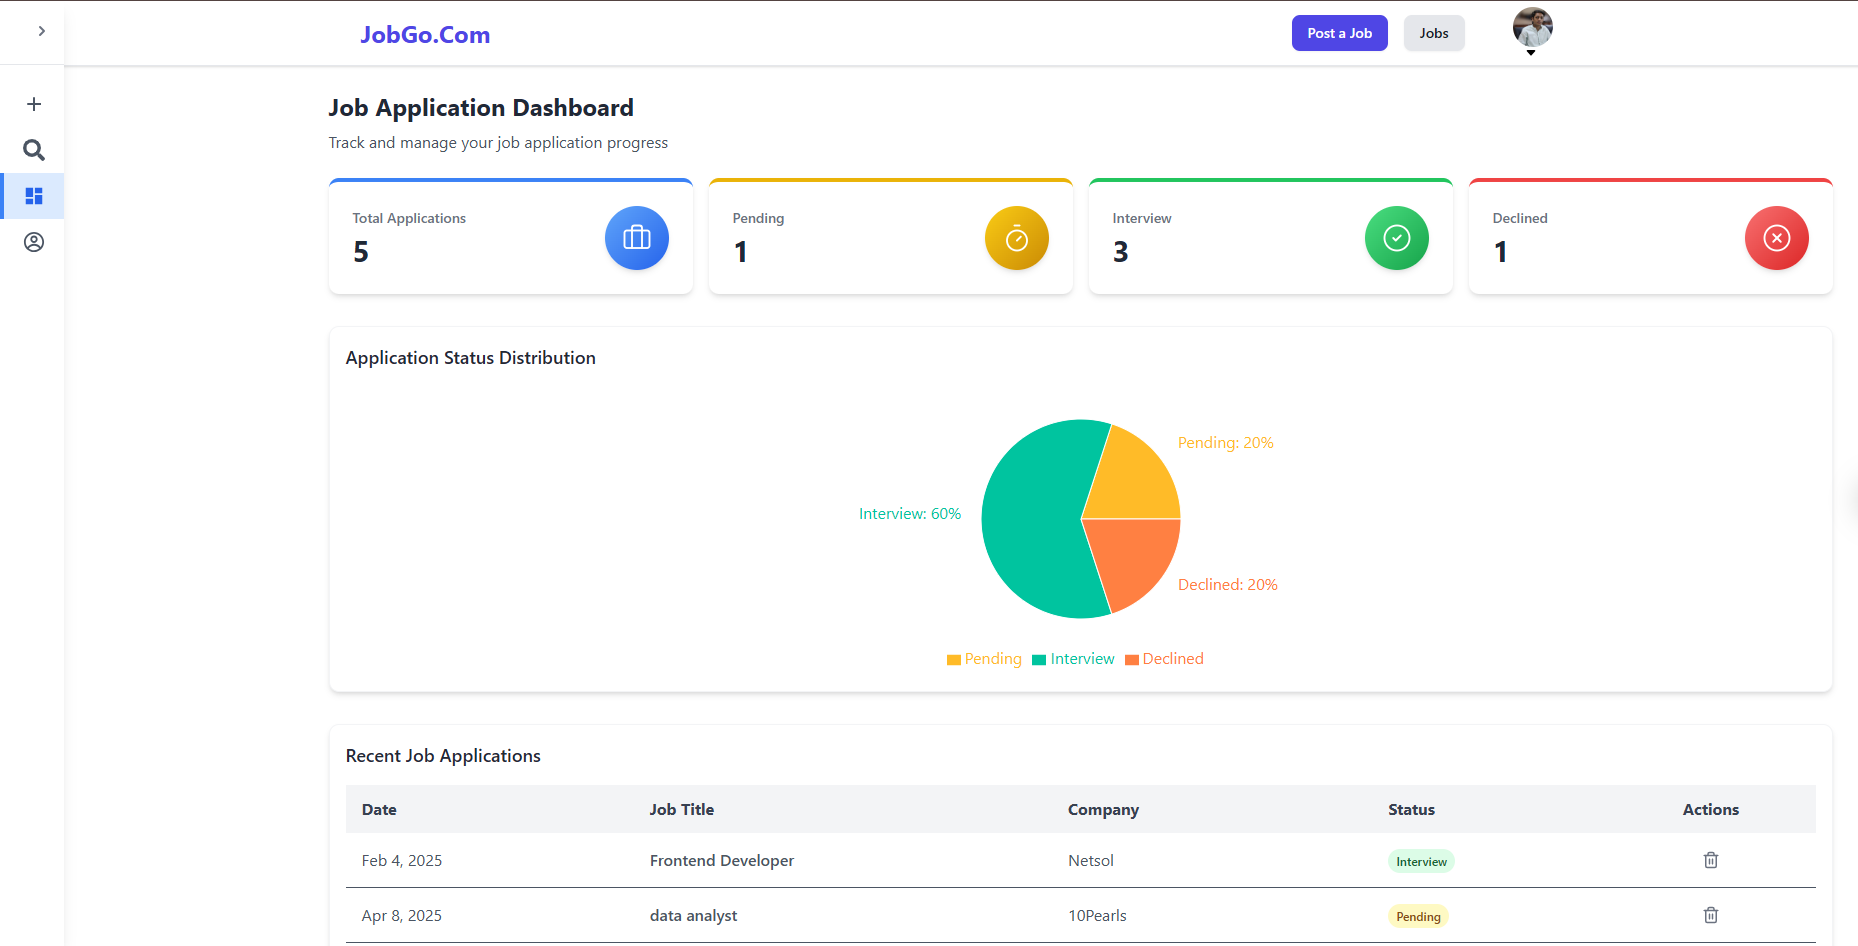 JobGo.Com
Post a Job
Jobs
Job Application Dashboard
Track and manage your job application progress
Total Applications
5
Pending
1
Interview
3
Declined
1
Application Status Distribution
Pending: 20%
Interview: 60%
Declined: 20%
Pending Interview Declined
Recent Job Applications
Date Job Title Company Status Actions
Feb 4, 2025 Frontend Developer Netsol Interview
Apr 8, 2025 data analyst 10Pearls Pending